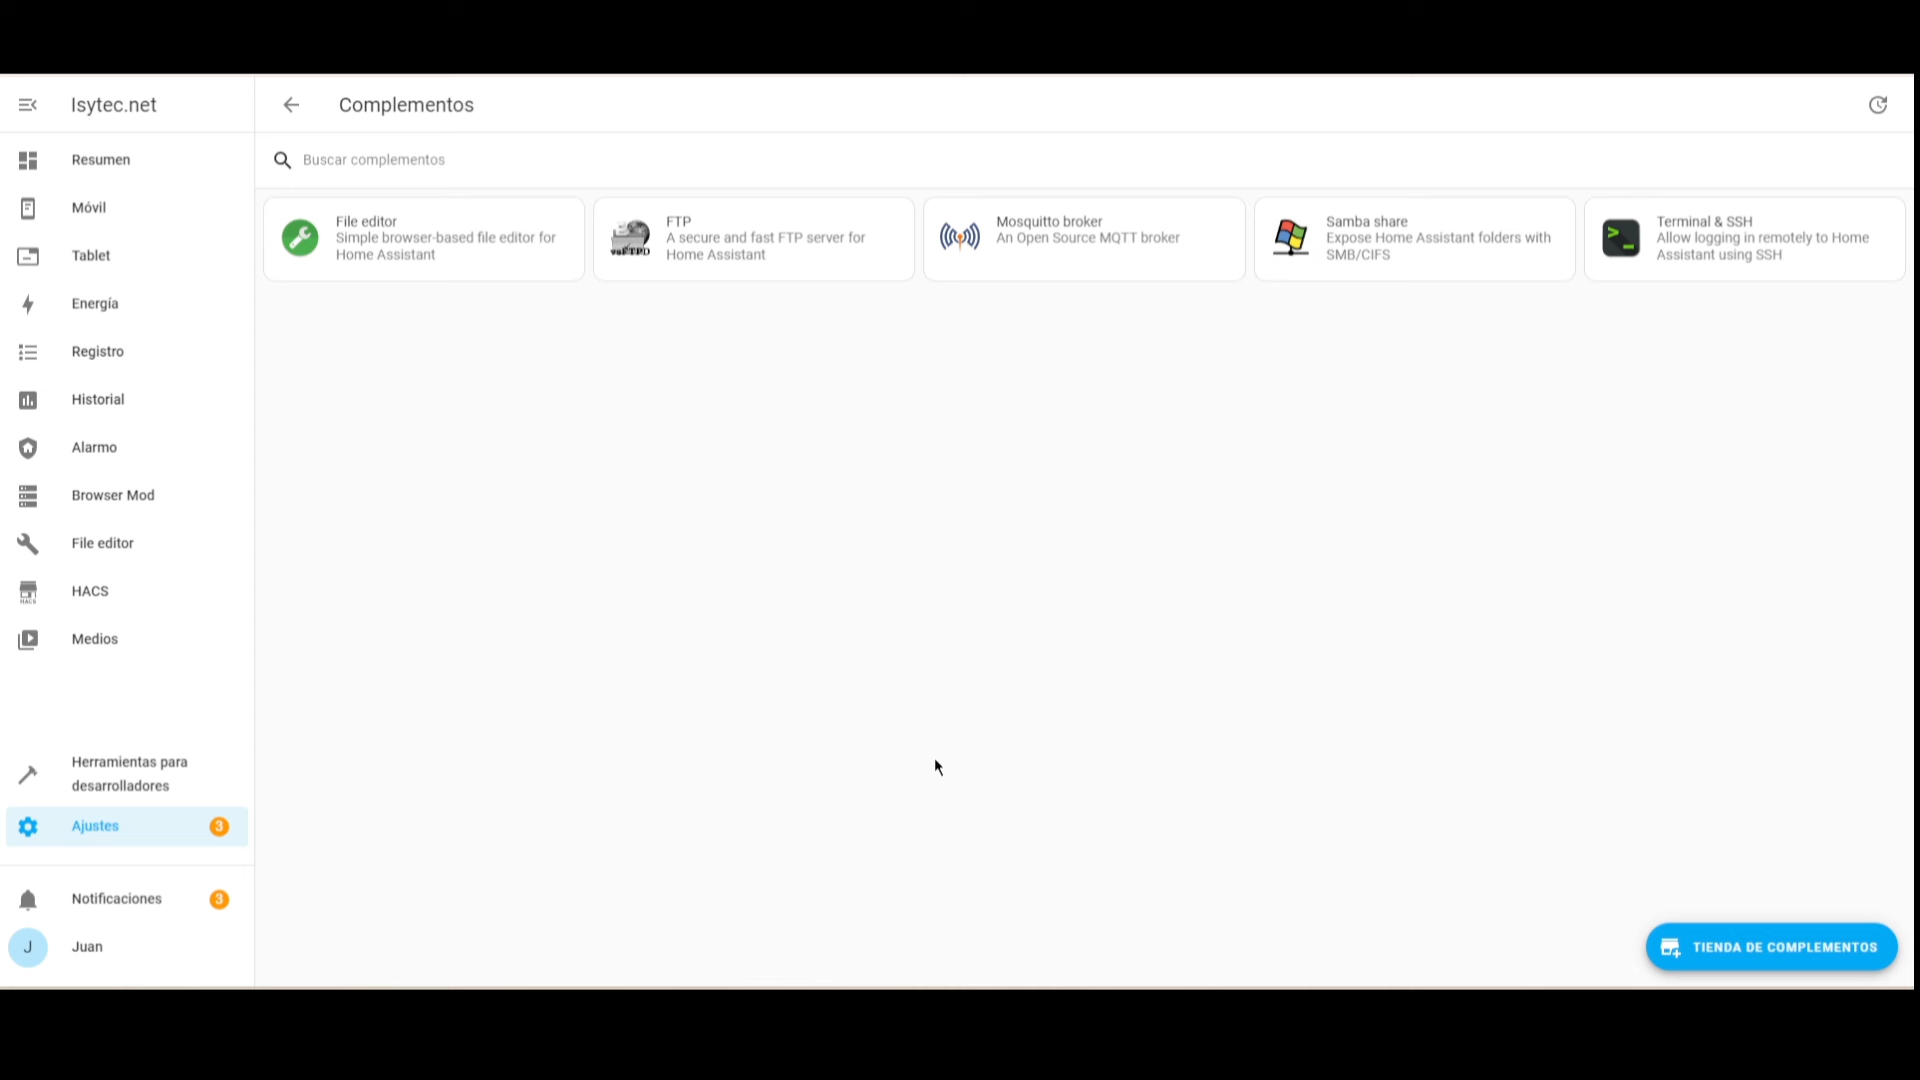 Isytec.net
Complementos
Resumen
Buscar complementos
Móvil
Tablet
Energía
Registro
Historial
Alarmo
Browser Mod
File editor
HACS
HACS
Medios
Herramientas para
desarrolladores
Ajustes
3
Notificaciones
3
J
Juan
File editor
Simple browser-based file editor for
Home Assistant
vsFTPD
FTP
A secure and fast FTP server for
Home Assistant
Mosquitto broker
An Open Source MQTT broker
Samba share
Expose Home Assistant folders with
SMB/CIFS
Terminal & SSH
Allow logging in remotely to Home
Assistant using SSH
TIENDA DE COMPLEMENTOS